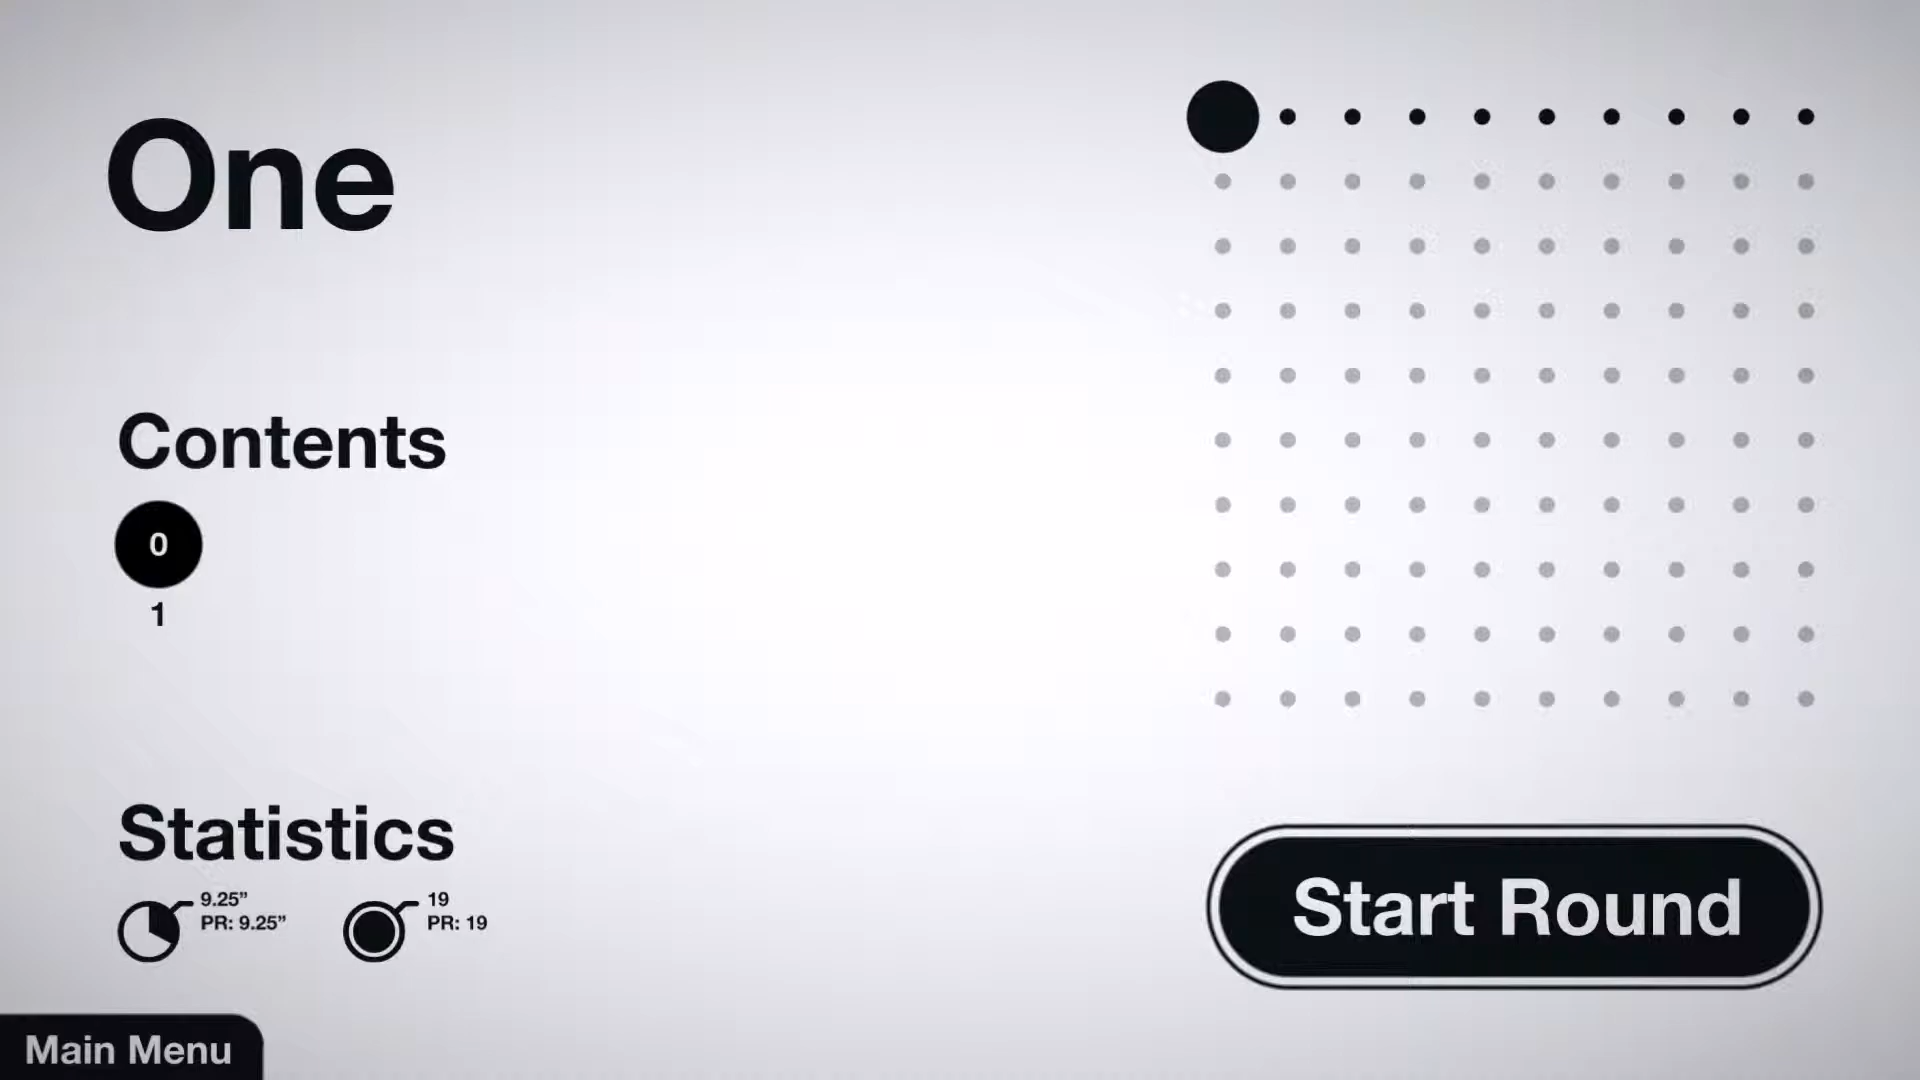 One
Contents
0
1
Statistics
9.25”
PR: 9.25”
19
PR: 19
Start Round
Main Menu